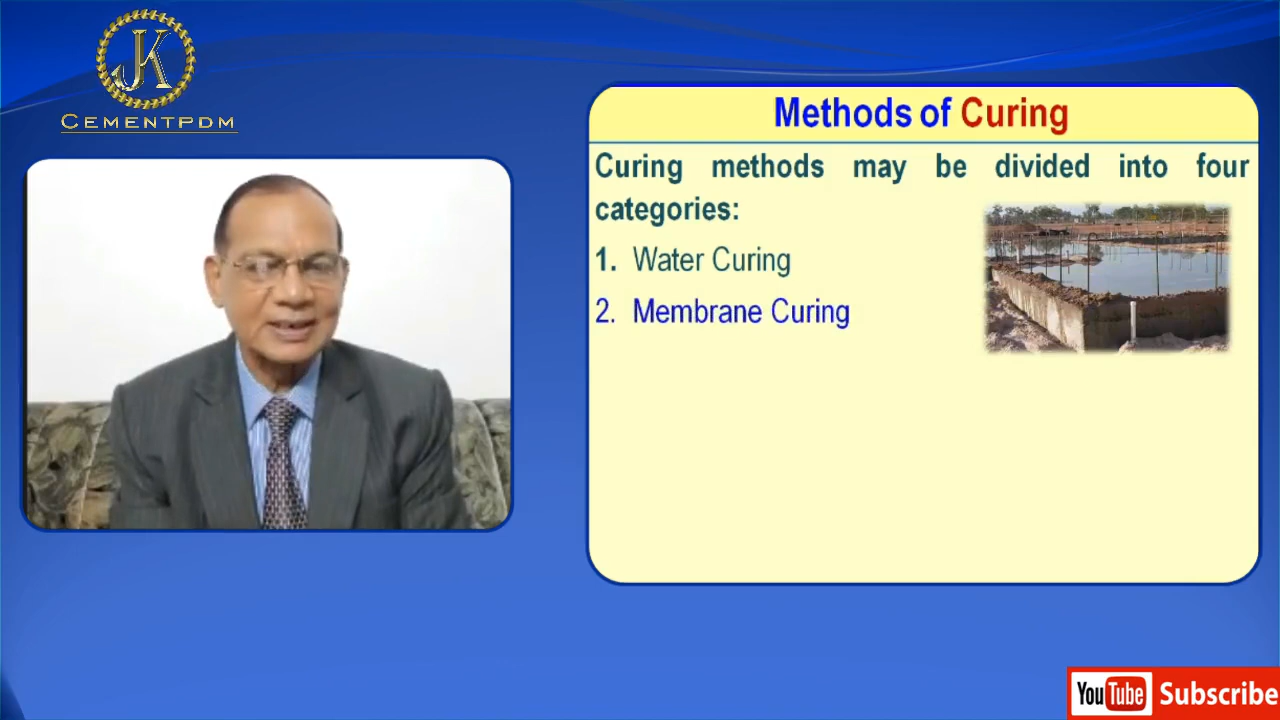 JK
CEMENTPDM
Methods of Curing
Curing methods may be divided into four
categories:
1. Water Curing
2. Membrane Curing
YouTube Subscribe